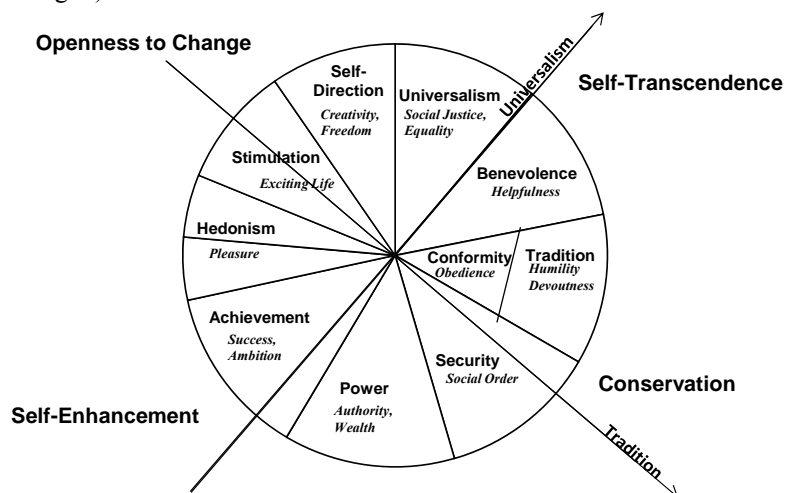 Openness to Change
Self-
Direction
Creativity,
Freedom
Universalism
Social Justice,
Equality
Universalism
Self-Transcendence
Stimulation
Exciting Life
Benevolence
Helpfulness
Hedonism
Pleasure
Conformity
Obedience
Tradition
Humility
Devoutness
Achievement
Success,
Ambition
Security
Social Order
Power
Authority,
Wealth
Conservation
Self-Enhancement
Tradition